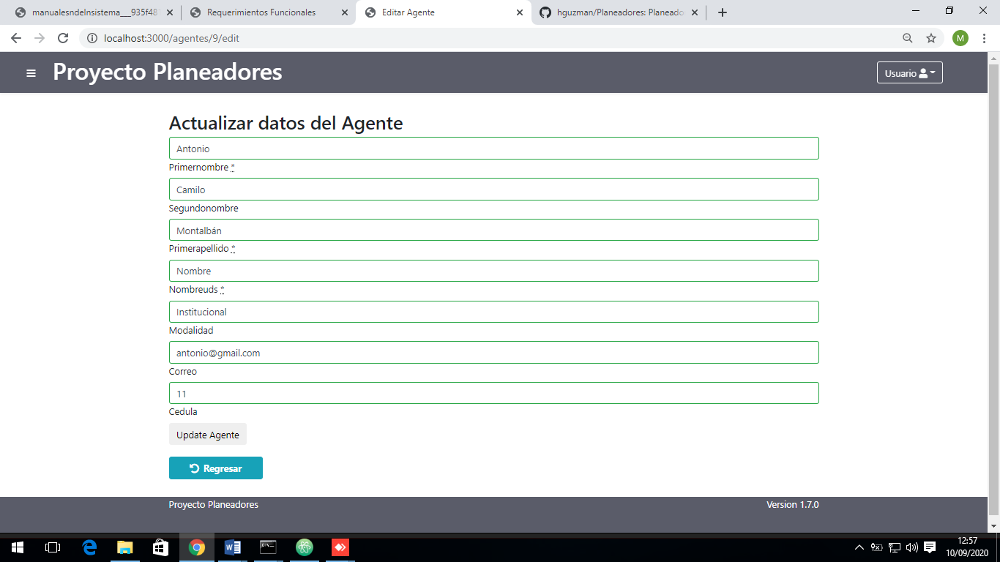 manualesndelnsistema___935f48
Requerimientos Funcionales
Editar Agente
hguzman/Planeadores: Planeado
localhost:3000/agentes/9/edit
M
Proyecto Planeadores
Usuario
Actualizar datos del Agente
Antonio
Primernombre *
Camilo
Segundonombre
Montalbán
Primerapellido *
Nombre
Nombreuds *
Institucional
Modalidad
antonio@gmail.com
Correo
11
Cedula
Update Agente
Regresar
Proyecto Planeadores
Version 1.7.0
12:57
10/09/2020